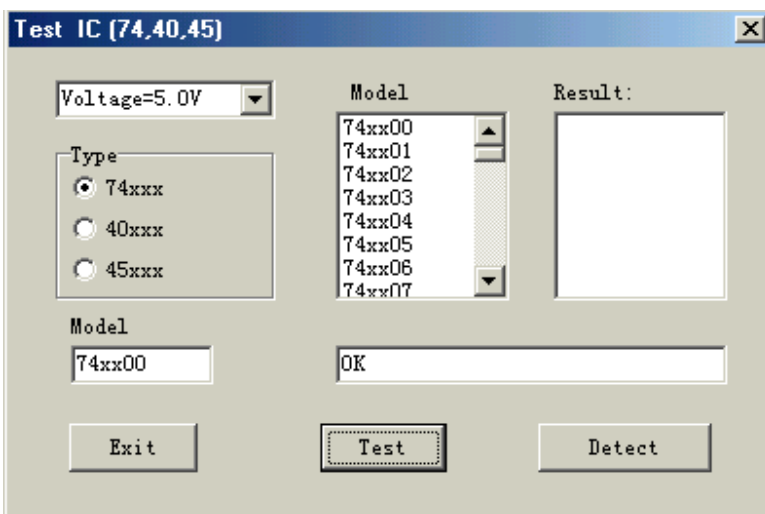 Test IC (74,40,45)
Voltage=5.0V
Type
74xxx
40xxx
45xxx
Model
74xx00
74xx01
74xx02
74xx03
74xx04
74xx05
74xx06
74xx07
Result:
Model
74xx00
OK
Exit
Test
Detect